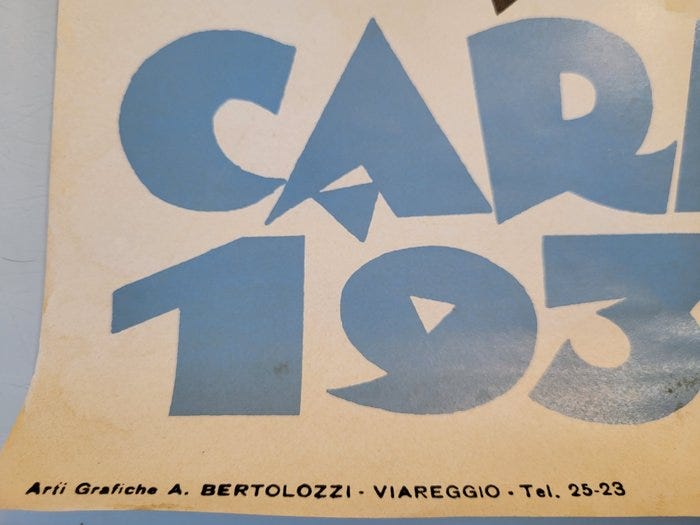 CAR
193
Arti Grafiche A. BERTOLOZZI - VIAREGGIO - Tel. 25-23